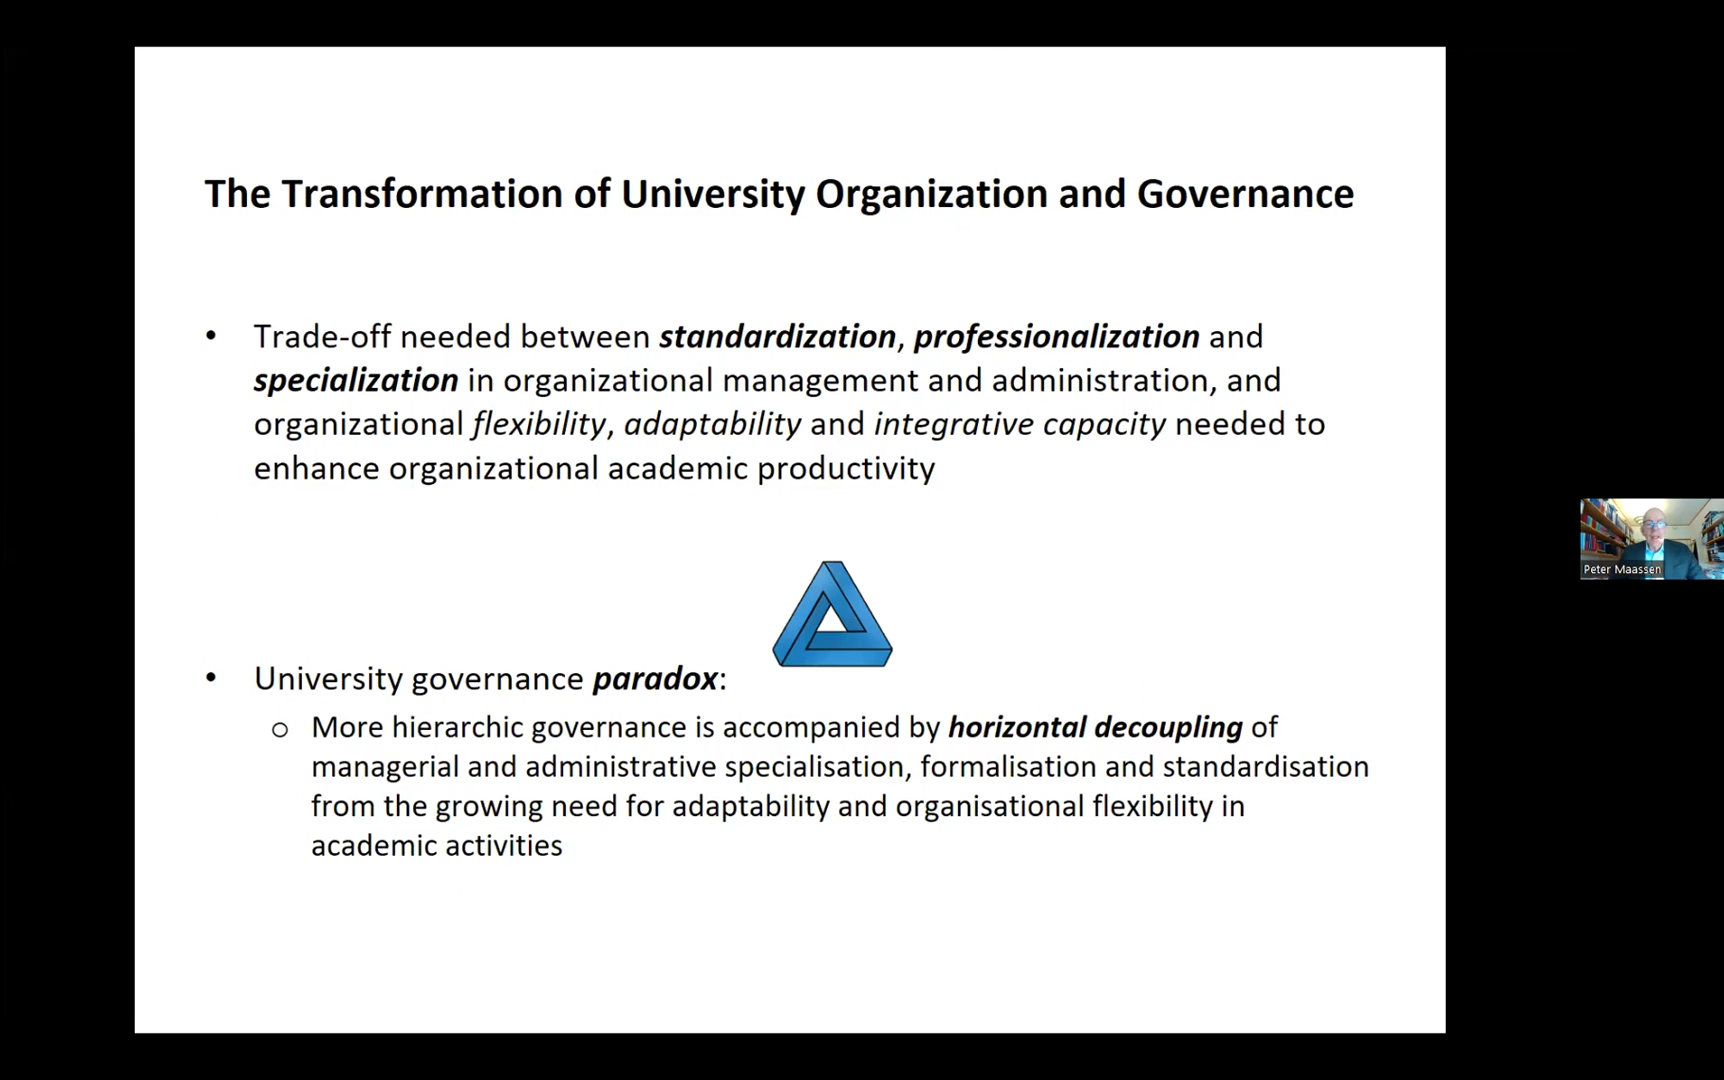 The Transformation of University Organization and Governance
• Trade-off needed between standardization, professionalization and
specialization in organizational management and administration, and
organizational flexibility, adaptability and integrative capacity needed to
enhance organizational academic productivity
• University governance paradox:
o More hierarchic governance is accompanied by horizontal decoupling of
managerial and administrative specialisation, formalisation and standardisation
from the growing need for adaptability and organisational flexibility in
academic activities
Peter Maassen